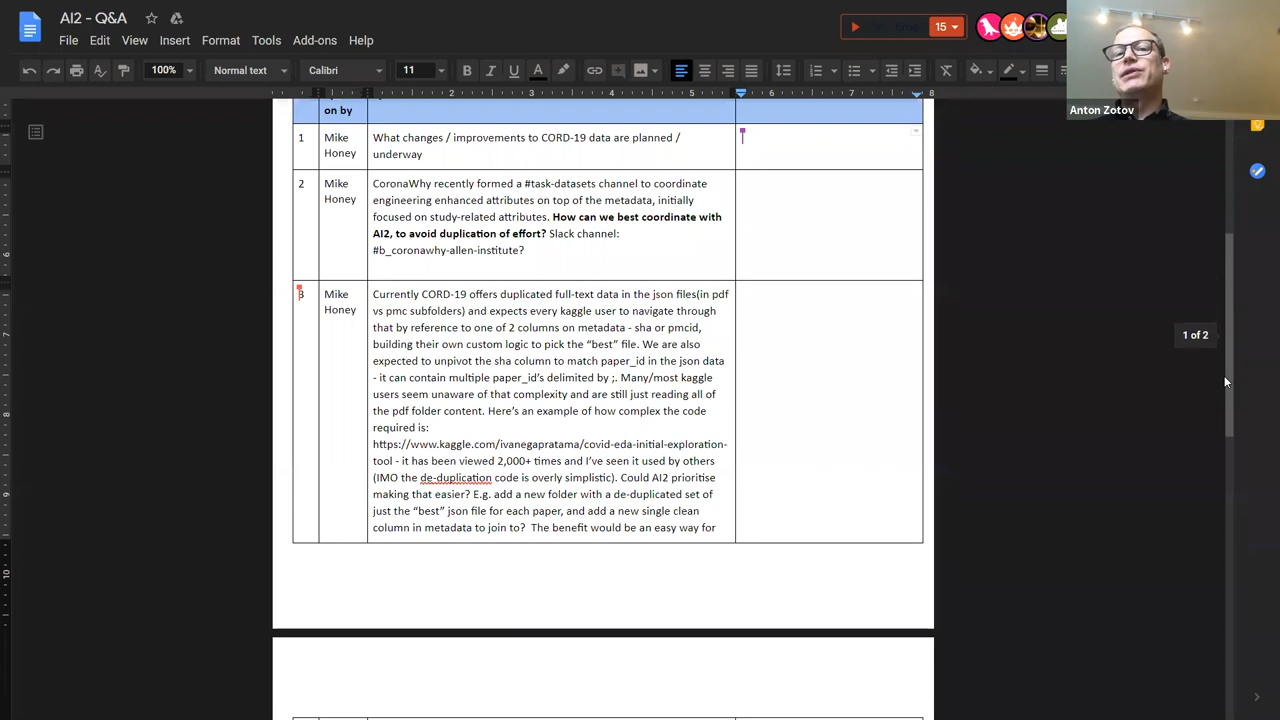 AI2 - Q&A
File Edit View Insert Format Tools Add-ons Help
15
100% Normal text Calibri 11
2 3 4 5 6 7 8
on by
1 Mike Honey What changes / improvements to CORD-19 data are planned /
underway
2 Mike Honey CoronaWhy recently formed a #task-datasets channel to coordinate
engineering enhanced attributes on top of the metadata, initially
focused on study-related attributes. How can we best coordinate with
AI2, to avoid duplication of effort? Slack channel:
#b_coronawhy-allen-institute?
3 Mike Honey Currently CORD-19 offers duplicated full-text data in the json files(in pdf
vs pmc subfolders) and expects every kaggle user to navigate through
that by reference to one of 2 columns on metadata - sha or pmcid,
building their own custom logic to pick the “best” file. We are also
expected to unpivot the sha column to match paper_id in the json data
- it can contain multiple paper_id’s delimited by ;. Many/most kaggle
users seem unaware of that complexity and are still just reading all of
the pdf folder content. Here’s an example of how complex the code
required is:
https://www.kaggle.com/ivanegapratama/covid-eda-initial-exploration-
tool - it has been viewed 2,000+ times and I’ve seen it used by others
(IMO the de-duplication code is overly simplistic). Could AI2 prioritise
making that easier? E.g. add a new folder with a de-duplicated set of
just the “best” json file for each paper, and add a new single clean
column in metadata to join to? The benefit would be an easy way for
1 of 2
Anton Zotov
6
7
8
9
10